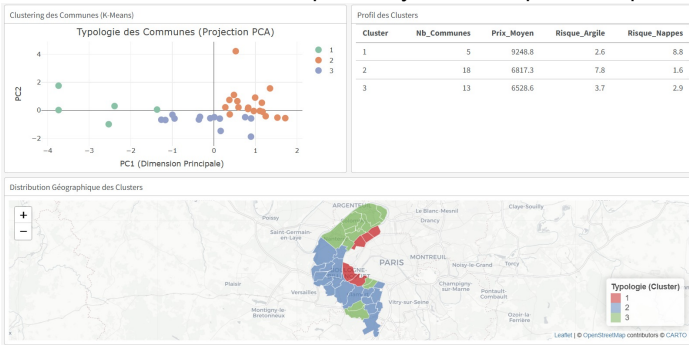 Clustering des Communes (K-Means)
Typologie des Communes (Projection PCA)
1
2
3
4
2
0
−2
PC2
−4
−3
−2
−1
0
1
2
PC1 (Dimension Principale)
Profil des Clusters
Cluster Nb_Communes Prix_Moyen Risque_Argile Risque_Nappes
1 5 9248.8 2.6 8.8
2 18 6817.3 7.8 1.6
3 13 6528.6 3.7 2.9
Distribution Géographique des Clusters
+
−
Poissy
Saint-Germain-
en-Laye
Plaisir
Versailles
Montigny-le-
Bretonneux
Le Blanc-Mesnil
Drancy
Claye-Souilly
PARIS
MONTREUIL
Noisy-le-Grand
Torcy
Champigny-
sur-Marne
Pontault-
Combault
Vitry-sur-Seine
Ozoir-la-
Ferrière
Typologie (Cluster)
1
2
3
Leaflet | © OpenStreetMap contributors © CARTO